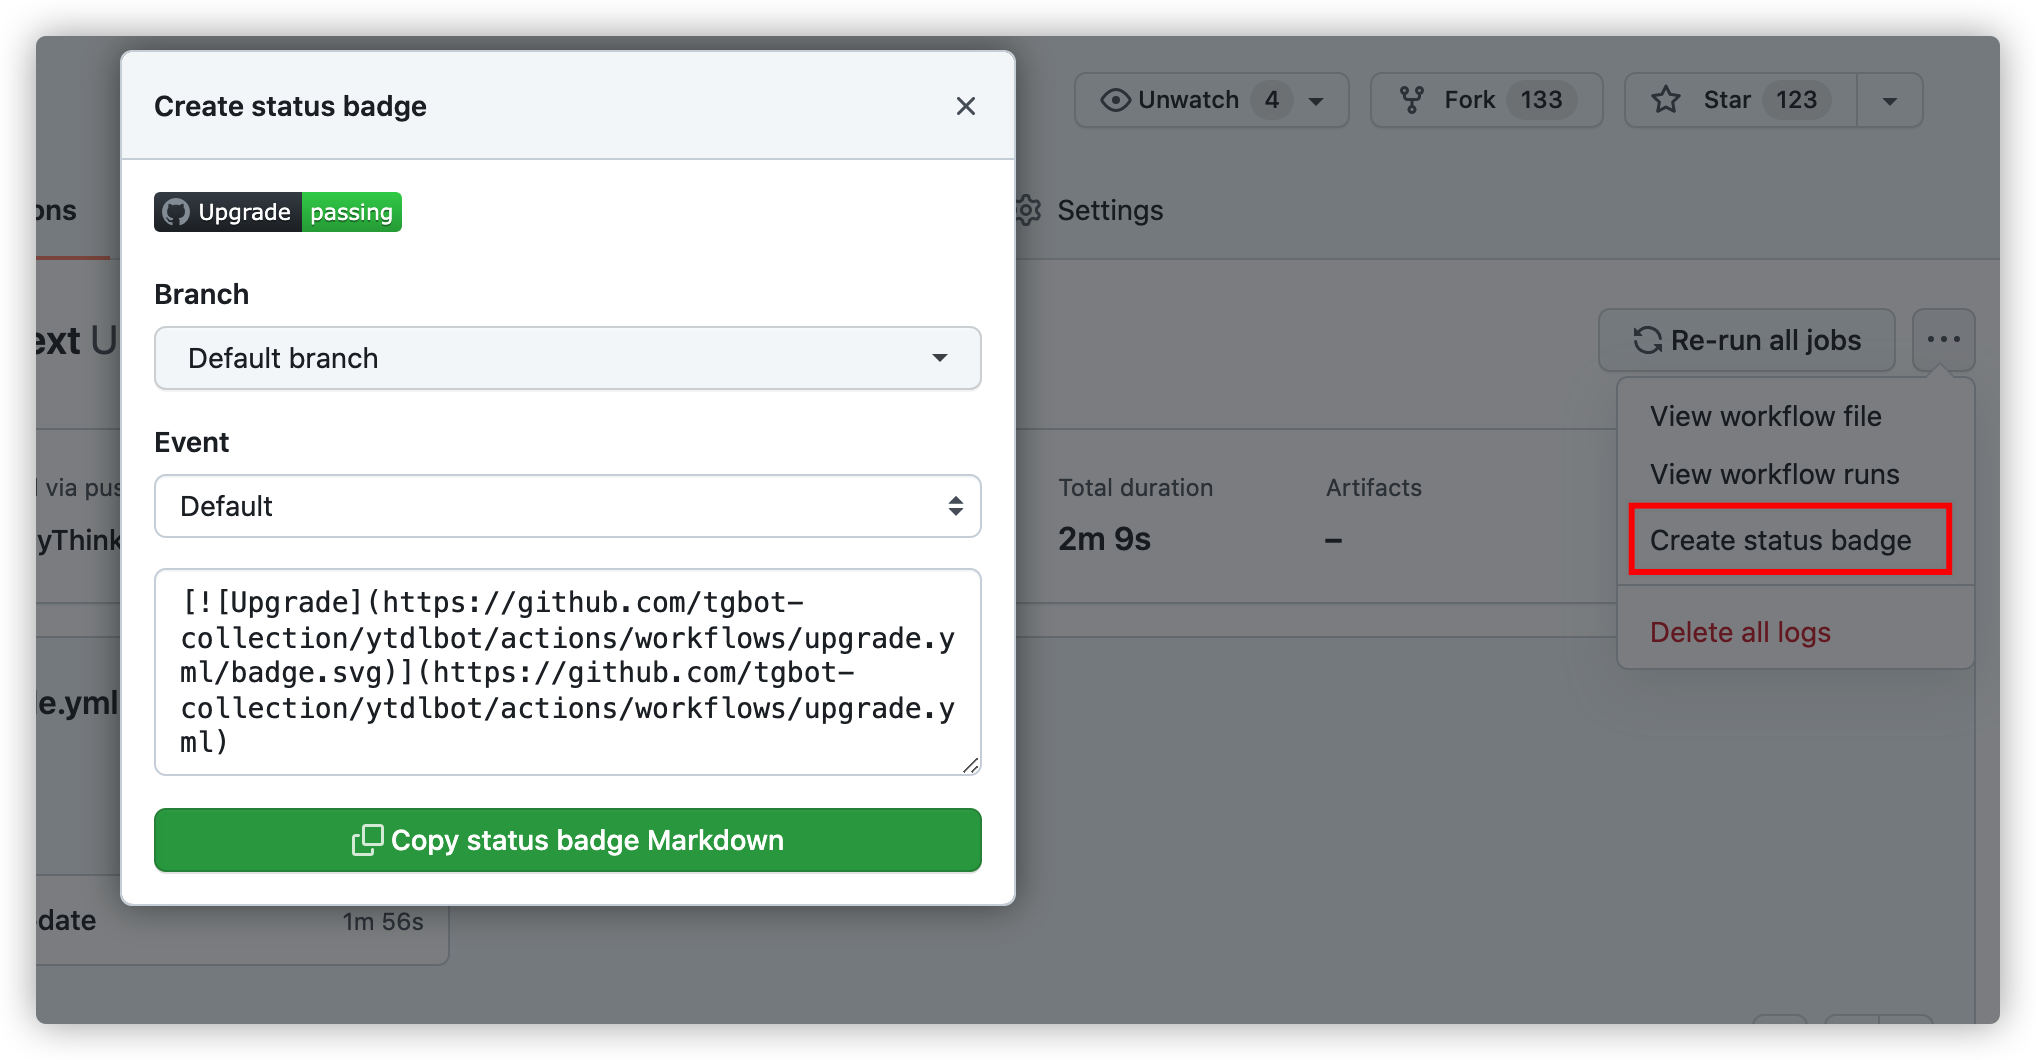 Create status badge
Unwatch 4
Fork 133
Star 123
Upgrade passing
ons
Settings
Branch
ext U
Default branch
Re-run all jobs
View workflow file
Event
View workflow runs
via pus
Default
Total duration
Artifacts
Create status badge
yThink
2m 9s
–
[![Upgrade](https://github.com/tgbot-
collection/ytdlbot/actions/workflows/upgrade.y
ml/badge.svg)](https://github.com/tgbot-
collection/ytdlbot/actions/workflows/upgrade.y
ml)
Delete all logs
e.yml
Copy status badge Markdown
date
1m 56s